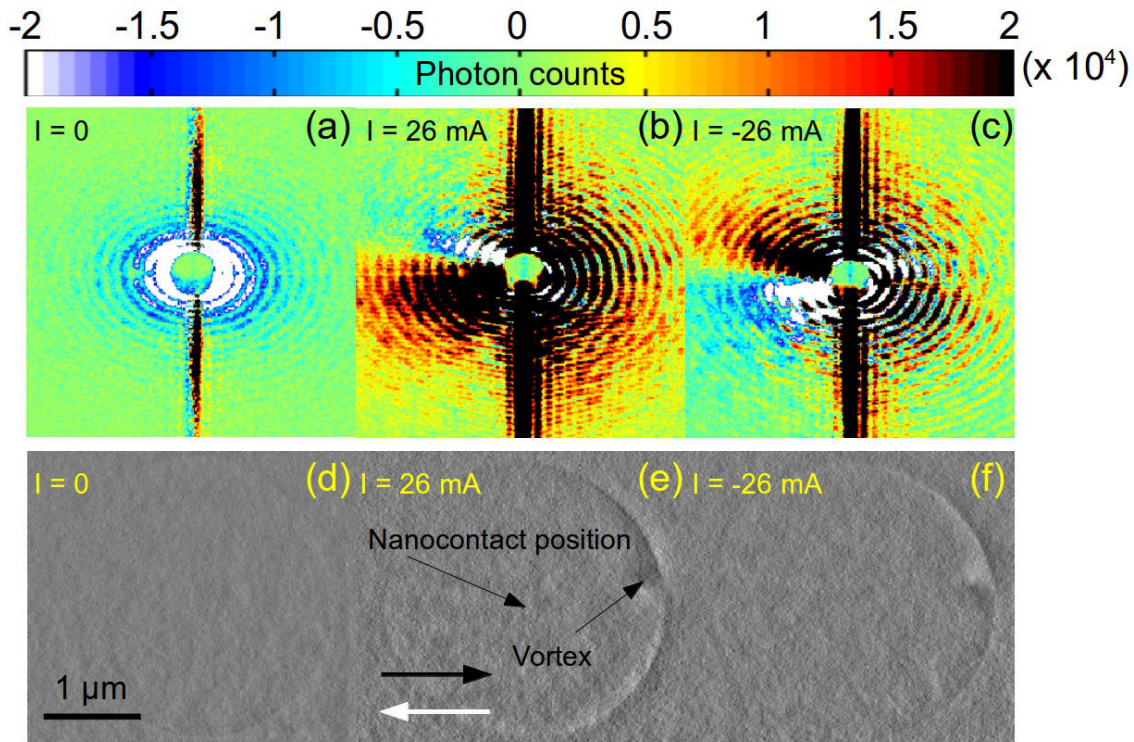 -2 -1.5 -1 -0.5 0 0.5 1 1.5 2
Photon counts
(x 10⁴)
I = 0 (a) I = 26 mA (b) I = -26 mA (c)
I = 0 (d) I = 26 mA (e) I = -26 mA (f)
Nanocontact position
Vortex
1 μm